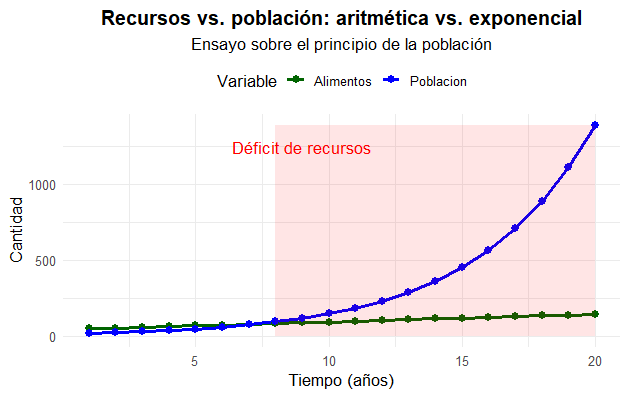 Recursos vs. población: aritmética vs. exponencial
Ensayo sobre el principio de la población
Variable Alimentos Poblacion
Déficit de recursos
Cantidad
1000
500
0
5 10 15 20
Tiempo (años)